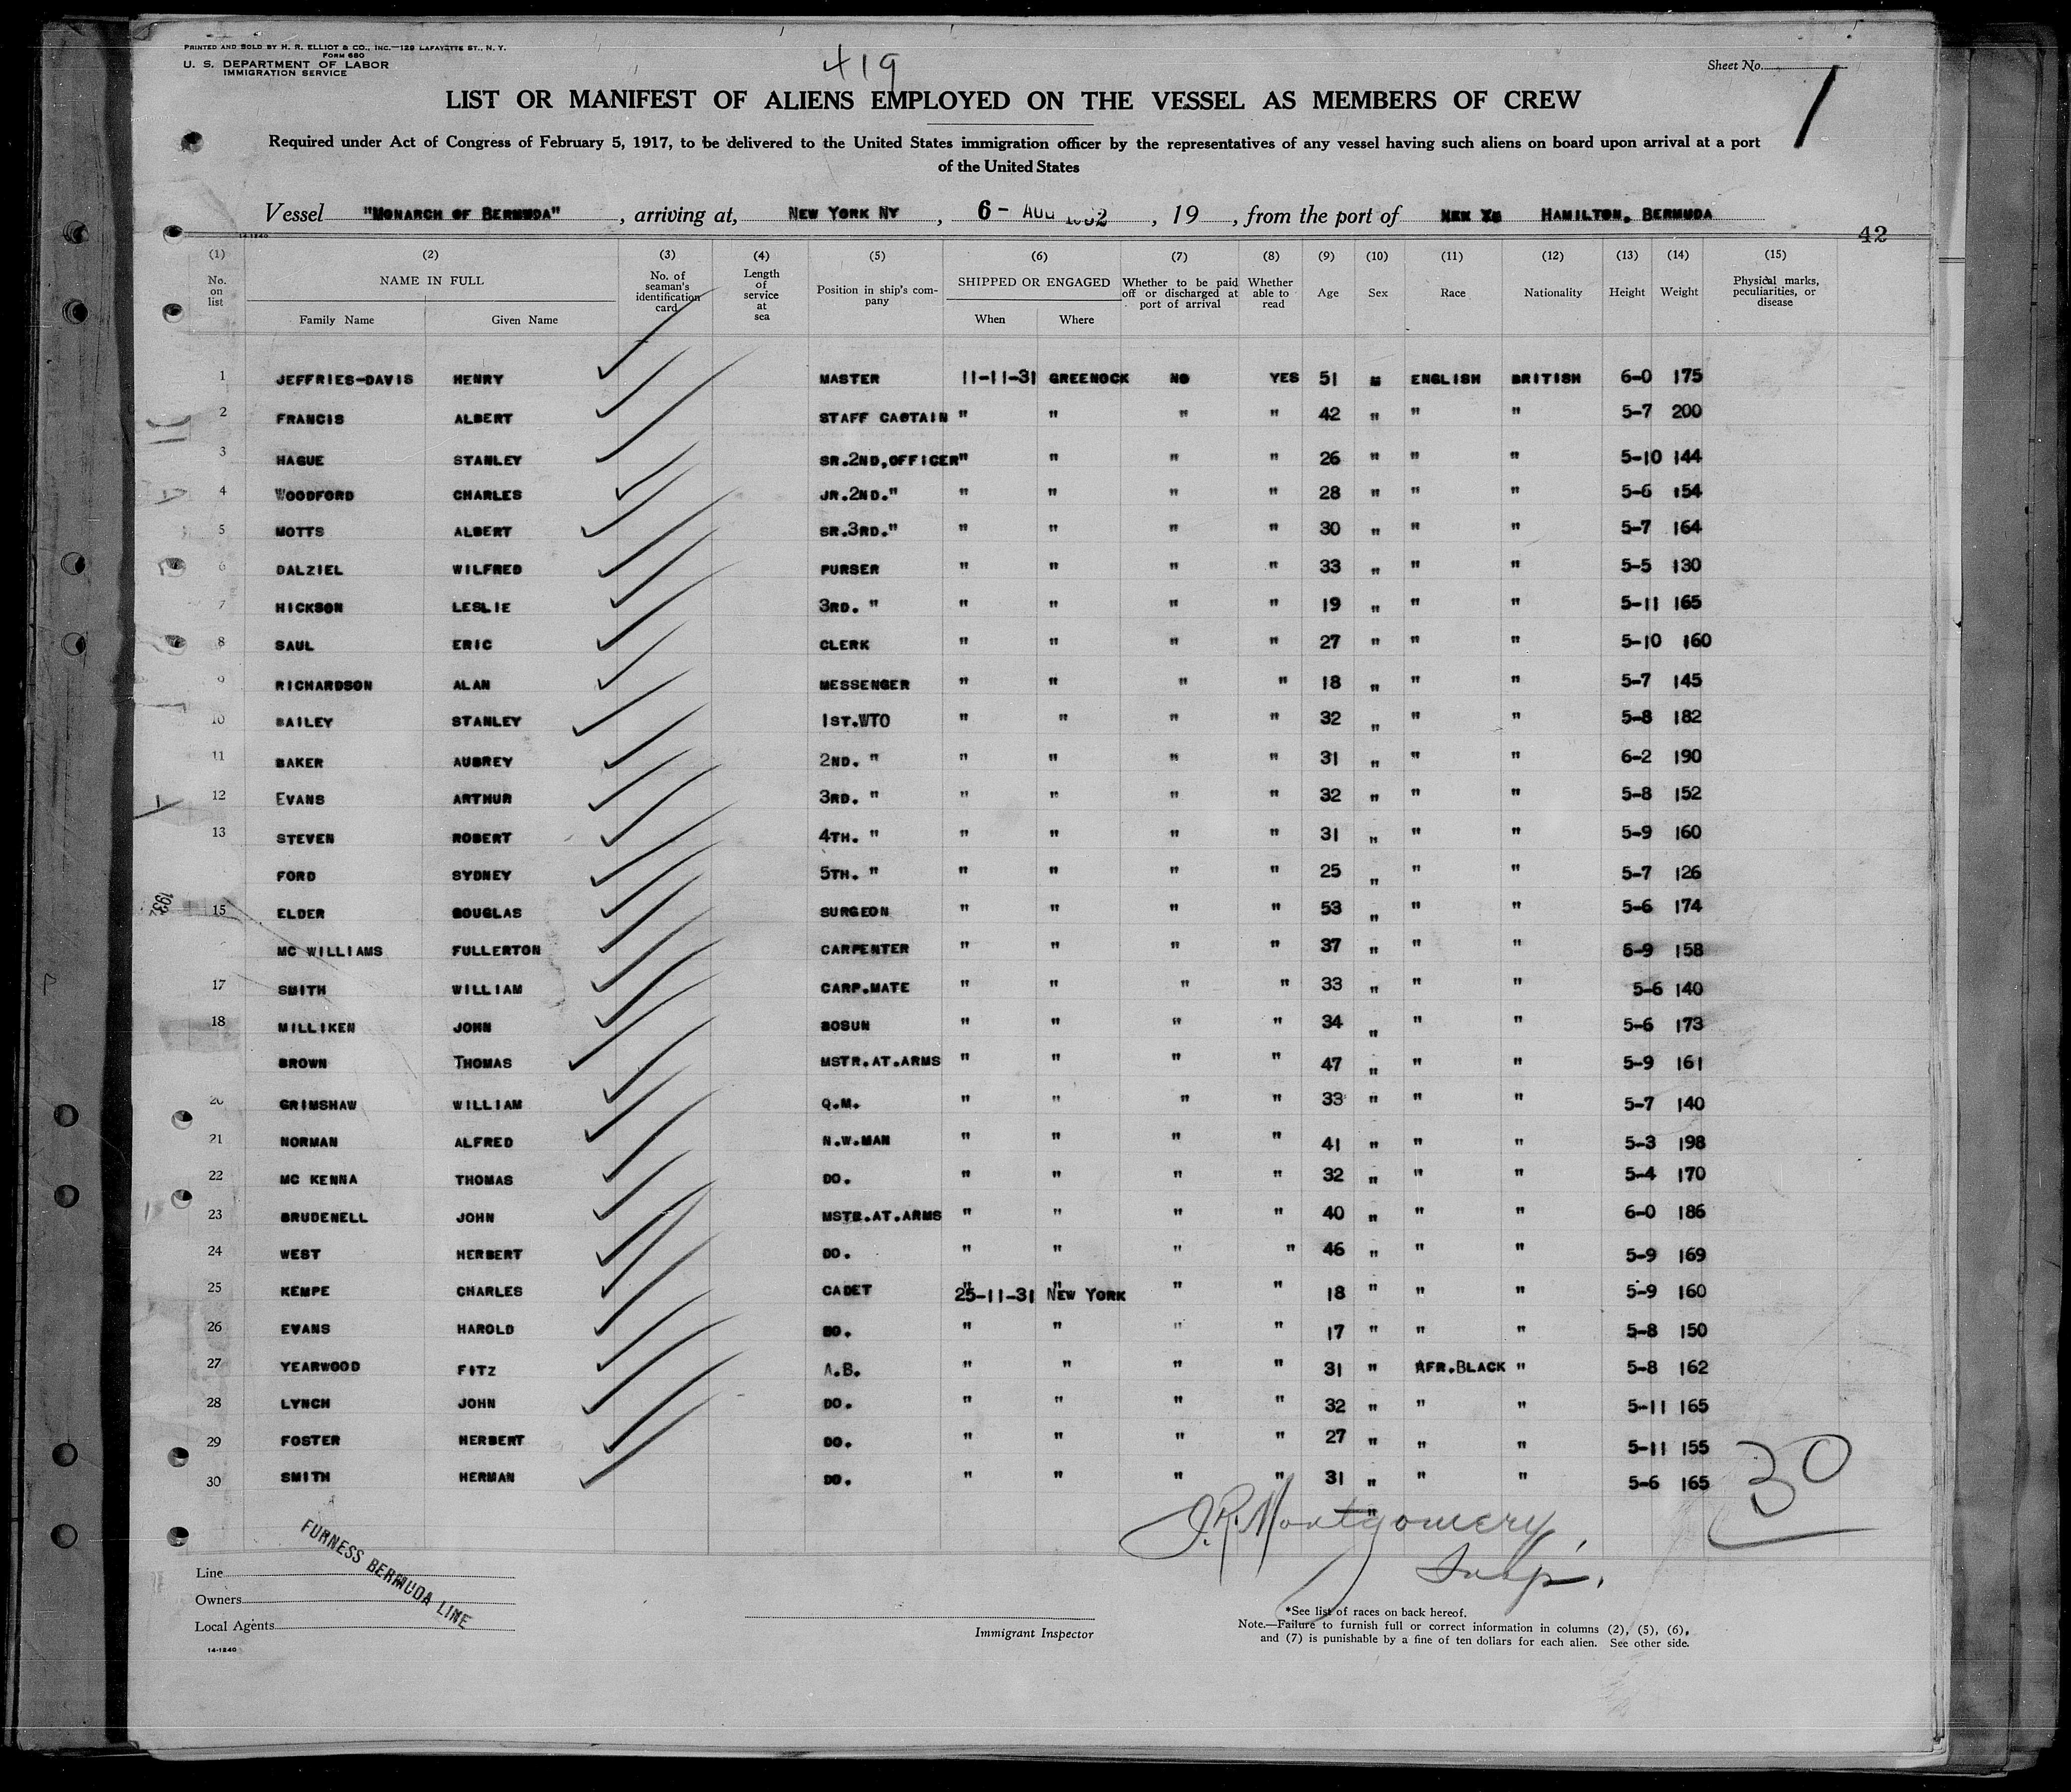 PRINTED AND SOLD BY H. R. ELLIOT & CO., INC.—129 LAFAYETTE ST., N. Y.
FORM 680
U. S. DEPARTMENT OF LABOR
IMMIGRATION SERVICE
419
Sheet No.
1
LIST OR MANIFEST OF ALIENS EMPLOYED ON THE VESSEL AS MEMBERS OF CREW
Required under Act of Congress of February 5, 1917, to be delivered to the United States immigration officer by the representatives of any vessel having such aliens on board upon arrival at a port
of the United States
Vessel "MONARCH OF BERMUDA", arriving at, NEW YORK NY, 6 - AUG 1932, 19 , from the port of HAMILTON, BERMUDA
14-1240
42
(1) (2) (3) (4) (5) (6) (7) (8) (9) (10) (11) (12) (13) (14) (15)
No. on list NAME IN FULL No. of seaman's identification card Length of service at sea Position in ship's company SHIPPED OR ENGAGED Whether to be paid off or discharged at port of arrival Whether able to read Age Sex Race Nationality Height Weight Physical marks, peculiarities, or disease
Family Name Given Name When Where
1 JEFFRIES-DAVIS HENRY MASTER 11-11-31 GREENOCK NO YES 51 M ENGLISH BRITISH 6-0 175
2 FRANCIS ALBERT STAFF CAOTAIN " " " " 42 " " " 5-7 200
3 HAGUE STANLEY SR.2ND,OFFICER" " " " 26 " " " 5-10 144
4 WOODFORD CHARLES JR.2ND." " " " " 28 " " " 5-6 154
5 MOTTS ALBERT SR.3RD." " " " " 30 " " " 5-7 164
6 DALZIEL WILFRED PURSER " " " " 33 " " " 5-5 130
7 HICKSON LESLIE 3RD. " " " " " 19 " " " 5-11 165
8 SAUL ERIC CLERK " " " " 27 " " " 5-10 160
9 RICHARDSON ALAN MESSENGER " " " " 18 " " " 5-7 145
10 BAILEY STANLEY 1ST.WTO " " " " 32 " " " 5-8 182
11 BAKER AUBREY 2ND. " " " " " 31 " " " 6-2 190
12 EVANS ARTHUR 3RD. " " " " " 32 " " " 5-8 152
13 STEVEN ROBERT 4TH. " " " " " 31 " " " 5-9 160
FORD SYDNEY 5TH. " " " " " 25 " " " 5-7 126
15 ELDER DOUGLAS SURGEON " " " " 53 " " " 5-6 174
MC WILLIAMS FULLERTON CARPENTER " " " " 37 " " " 6-9 158
17 SMITH WILLIAM CARP.MATE " " " " 33 " " " 5-6 140
18 MILLIKEN JOHN BOSUN " " " " 34 " " " 5-6 173
BROWN THOMAS MSTR.AT.ARMS " " " " 47 " " " 5-9 161
20 GRIMSHAW WILLIAM Q.M. " " " " 33 " " " 5-7 140
21 NORMAN ALFRED N.W.MAN " " " " 41 " " " 5-3 198
22 MC KENNA THOMAS DO. " " " " 32 " " " 5-4 170
23 BRUDENELL JOHN MSTR.AT.ARMS " " " " 40 " " " 6-0 186
24 WEST HERBERT DO. " " " " 46 " " " 5-9 169
25 KEMPE CHARLES CADET 25-11-31 NEW YORK " " 18 " " " 5-9 160
26 EVANS HAROLD DO. " " " " 17 " " " 5-8 150
27 YEARWOOD FITZ A.B. " " " " 31 " AFR.BLACK " 5-8 162
28 LYNCH JOHN DO. " " " " 32 " " " 5-11 165
29 FOSTER HERBERT DO. " " " " 27 " " " 5-11 155
30 SMITH HERMAN DO. " " " " 31 " " " 5-6 165
30
J.R. Montgomery,
Insp.
1932
FURNESS BERMUDA LINE
Line
Owners
Local Agents
14-1240
Immigrant Inspector
*See list of races on back hereof.
Note.—Failure to furnish full or correct information in columns (2), (5), (6),
and (7) is punishable by a fine of ten dollars for each alien. See other side.